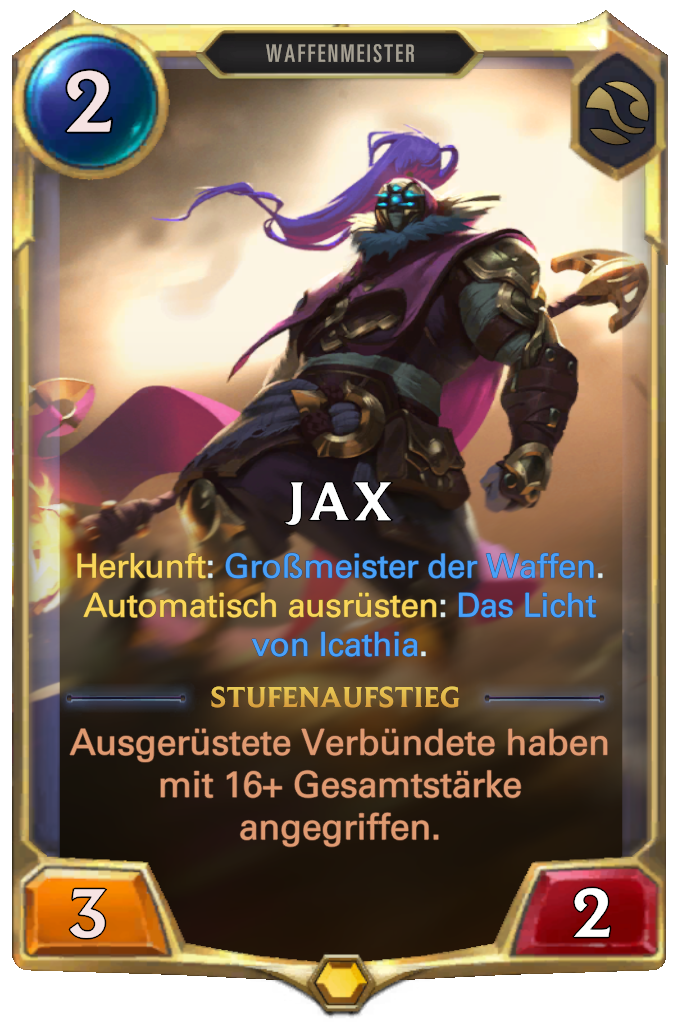 WAFFENMEISTER
2
JAX
Herkunft: Großmeister der Waffen.
Automatisch ausrüsten: Das Licht
von Icathia.
STUFENAUFSTIEG
Ausgerüstete Verbündete haben
mit 16+ Gesamtstärke
angegriffen.
3
2